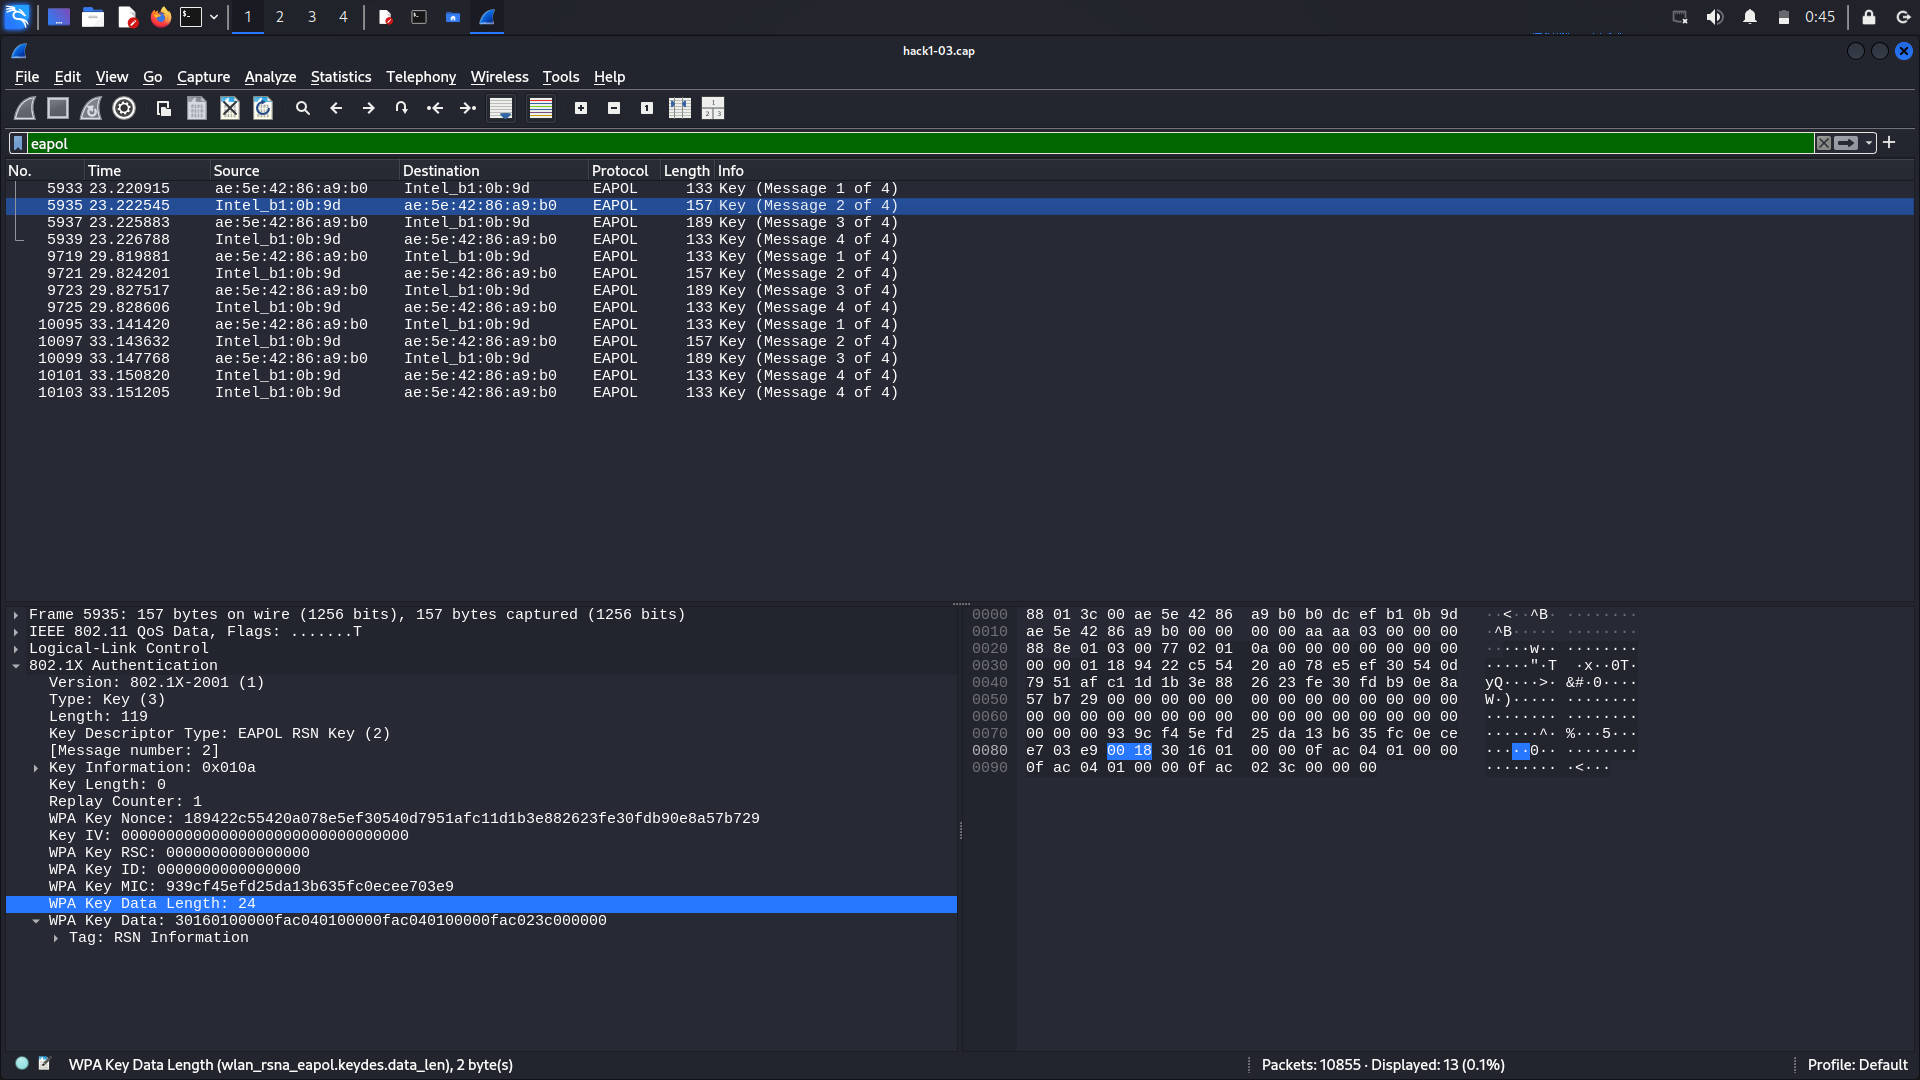 1 2 3 4 0:45
hack1-03.cap
File Edit View Go Capture Analyze Statistics Telephony Wireless Tools Help
eapol
No. Time Source Destination Protocol Length Info
5933 23.220915 ae:5e:42:86:a9:b0 Intel_b1:0b:9d EAPOL 133 Key (Message 1 of 4)
5935 23.222545 Intel_b1:0b:9d ae:5e:42:86:a9:b0 EAPOL 157 Key (Message 2 of 4)
5937 23.225883 ae:5e:42:86:a9:b0 Intel_b1:0b:9d EAPOL 189 Key (Message 3 of 4)
5939 23.226788 Intel_b1:0b:9d ae:5e:42:86:a9:b0 EAPOL 133 Key (Message 4 of 4)
9719 29.819881 ae:5e:42:86:a9:b0 Intel_b1:0b:9d EAPOL 133 Key (Message 1 of 4)
9721 29.824201 Intel_b1:0b:9d ae:5e:42:86:a9:b0 EAPOL 157 Key (Message 2 of 4)
9723 29.827517 ae:5e:42:86:a9:b0 Intel_b1:0b:9d EAPOL 189 Key (Message 3 of 4)
9725 29.828606 Intel_b1:0b:9d ae:5e:42:86:a9:b0 EAPOL 133 Key (Message 4 of 4)
10095 33.141420 ae:5e:42:86:a9:b0 Intel_b1:0b:9d EAPOL 133 Key (Message 1 of 4)
10097 33.143632 Intel_b1:0b:9d ae:5e:42:86:a9:b0 EAPOL 157 Key (Message 2 of 4)
10099 33.147768 ae:5e:42:86:a9:b0 Intel_b1:0b:9d EAPOL 189 Key (Message 3 of 4)
10101 33.150820 Intel_b1:0b:9d ae:5e:42:86:a9:b0 EAPOL 133 Key (Message 4 of 4)
10103 33.151205 Intel_b1:0b:9d ae:5e:42:86:a9:b0 EAPOL 133 Key (Message 4 of 4)
Frame 5935: 157 bytes on wire (1256 bits), 157 bytes captured (1256 bits)
IEEE 802.11 QoS Data, Flags: .......T
Logical-Link Control
802.1X Authentication
Version: 802.1X-2001 (1)
Type: Key (3)
Length: 119
Key Descriptor Type: EAPOL RSN Key (2)
[Message number: 2]
Key Information: 0x010a
Key Length: 0
Replay Counter: 1
WPA Key Nonce: 189422c55420a078e5ef30540d7951afc11d1b3e882623fe30fdb90e8a57b729
Key IV: 00000000000000000000000000000000
WPA Key RSC: 0000000000000000
WPA Key ID: 0000000000000000
WPA Key MIC: 939cf45efd25da13b635fc0ecee703e9
WPA Key Data Length: 24
WPA Key Data: 30160100000fac040100000fac040100000fac023c000000
Tag: RSN Information
0000 88 01 3c 00 ae 5e 42 86 a9 b0 b0 dc ef b1 0b 9d ··<··^B· ········
0010 ae 5e 42 86 a9 b0 00 00 00 00 aa aa 03 00 00 00 ·^B····· ········
0020 88 8e 01 03 00 77 02 01 0a 00 00 00 00 00 00 00 ·····w·· ········
0030 00 00 01 18 94 22 c5 54 20 a0 78 e5 ef 30 54 0d ·····"·T ·x··0T·
0040 79 51 af c1 1d 1b 3e 88 26 23 fe 30 fd b9 0e 8a yQ····>· &#·0····
0050 57 b7 29 00 00 00 00 00 00 00 00 00 00 00 00 00 W·)····· ········
0060 00 00 00 00 00 00 00 00 00 00 00 00 00 00 00 00 ········ ········
0070 00 00 00 93 9c f4 5e fd 25 da 13 b6 35 fc 0e ce ······^· %···5···
0080 e7 03 e9 00 18 30 16 01 00 00 0f ac 04 01 00 00 ·····0·· ········
0090 0f ac 04 01 00 00 0f ac 02 3c 00 00 00 ········ ·<···
WPA Key Data Length (wlan_rsna_eapol.keydes.data_len), 2 byte(s) Packets: 10855 · Displayed: 13 (0.1%) Profile: Default